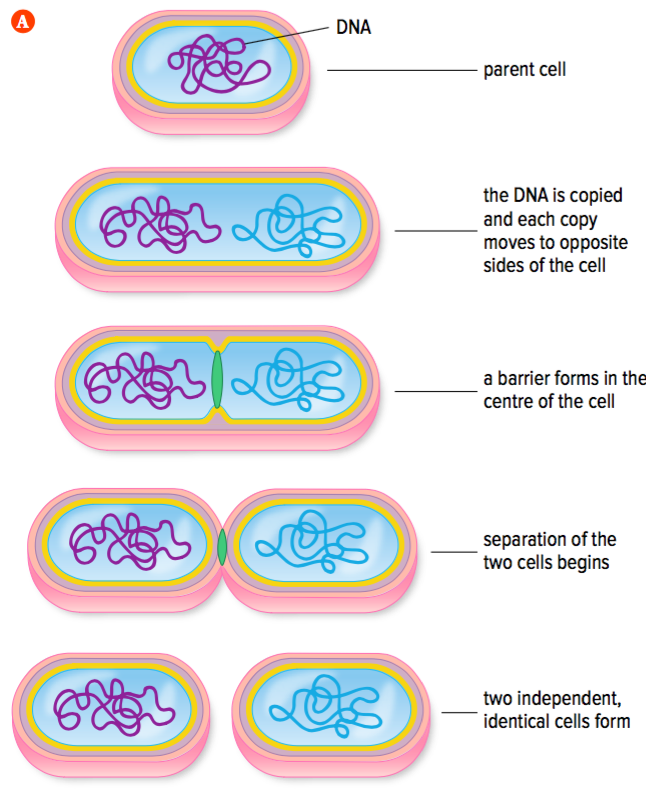 A
DNA
parent cell
the DNA is copied
and each copy
moves to opposite
sides of the cell
a barrier forms in the
centre of the cell
separation of the
two cells begins
two independent,
identical cells form